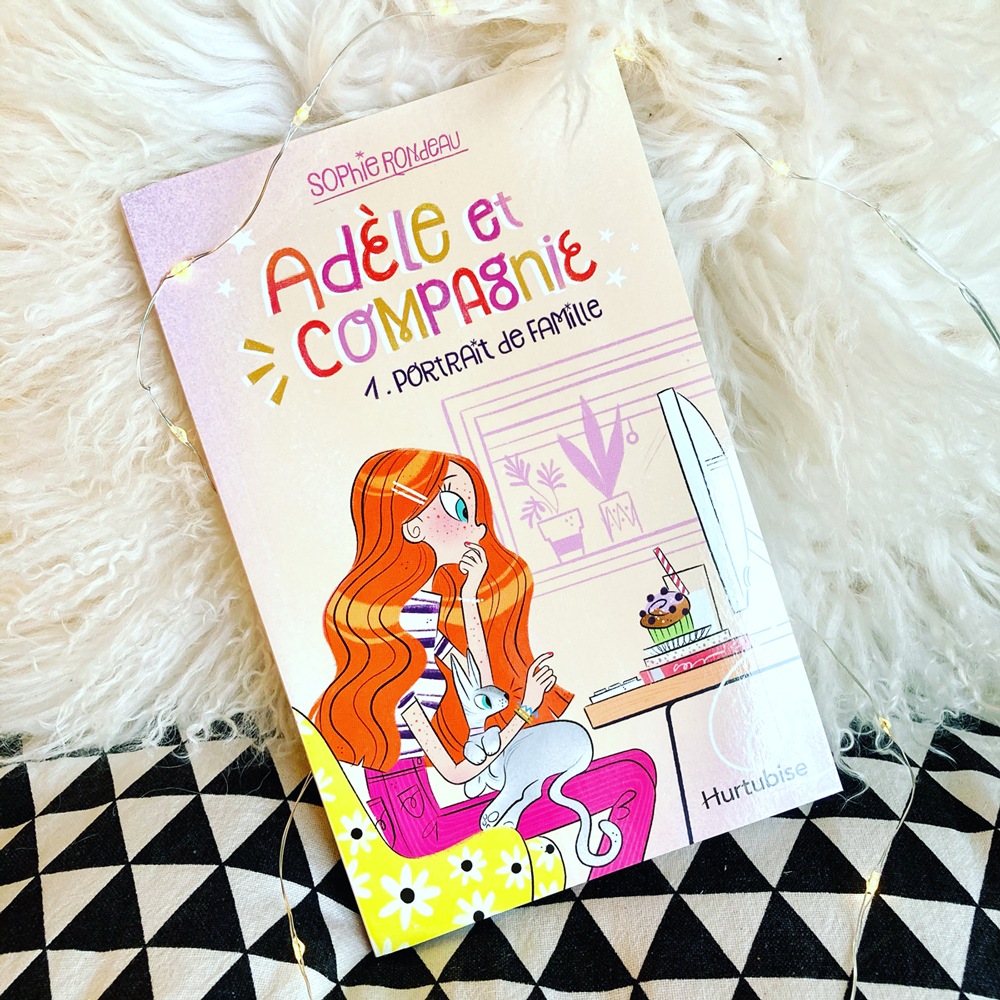 Sophie Rondeau
Adèle et
compagnie
1. Portrait de famille
Hurtubise